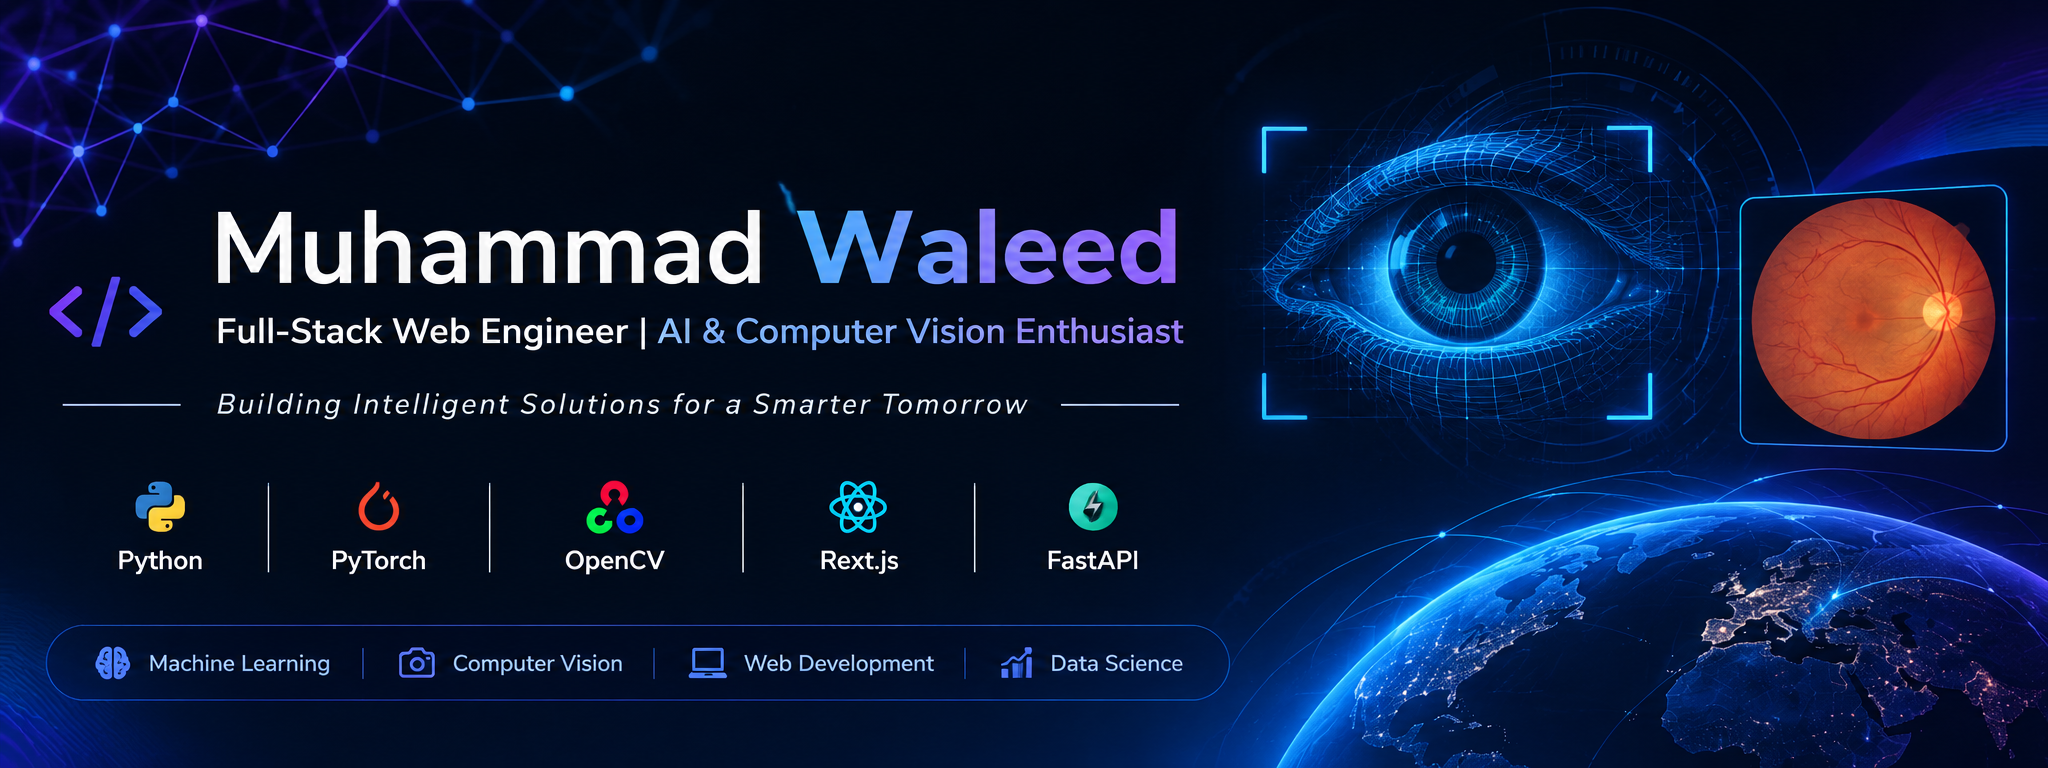 Muhammad Waleed
</>
Full-Stack Web Engineer | AI & Computer Vision Enthusiast
Building Intelligent Solutions for a Smarter Tomorrow
Python
PyTorch
OpenCV
Rext.js
FastAPI
Machine Learning
Computer Vision
Web Development
Data Science